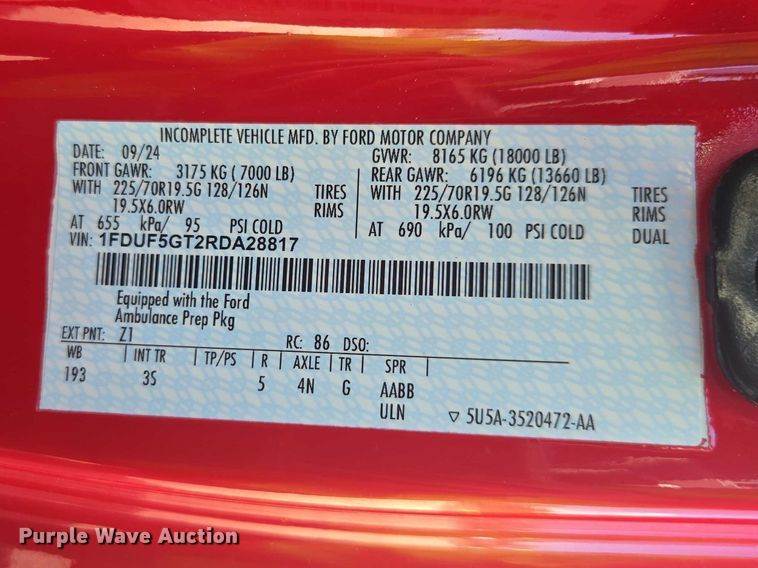 INCOMPLETE VEHICLE MFD. BY FORD MOTOR COMPANY
DATE: 09/24 GVWR: 8165 KG (18000 LB)
FRONT GAWR: 3175 KG ( 7000 LB) REAR GAWR: 6196 KG (13660 LB)
WITH 225/70R19.5G 128/126N TIRES WITH 225/70R19.5G 128/126N TIRES
19.5X6.0RW RIMS 19.5X6.0RW RIMS
AT 655 kPa/ 95 PSI COLD AT 690 kPa/ 100 PSI COLD DUAL
VIN: 1FDUF5GT2RDA28817
Equipped with the Ford
Ambulance Prep Pkg
EXT PNT: Z1 RC: 86 DSO:
WB INT TR TP/PS R AXLE TR SPR
193 3S 5 4N G AABB
ULN ▽ 5U5A-3520472-AA
Purple Wave Auction®